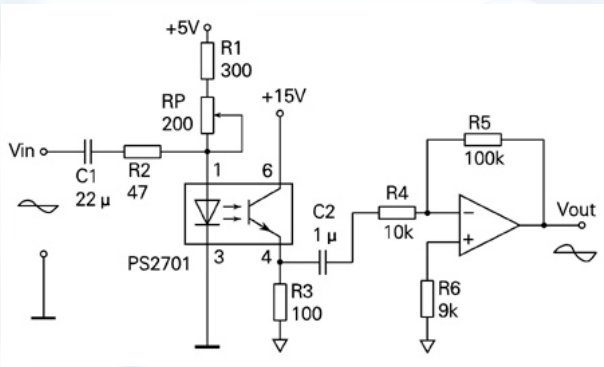 +5V
R1
300
RP
200
+15V
Vin
C1
22 μ
R2
47
1
6
PS2701
3
4
C2
1 μ
R3
100
R4
10k
R5
100k
−
+
R6
9k
Vout